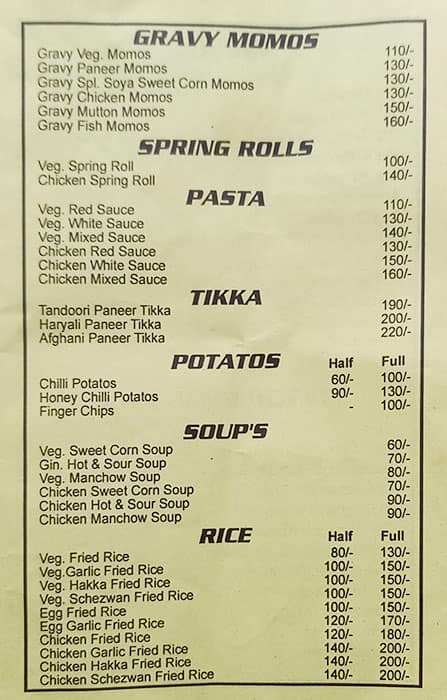 GRAVY MOMOS
Gravy Veg. Momos 110/-
Gravy Paneer Momos 130/-
Gravy Spl. Soya Sweet Corn Momos 130/-
Gravy Chicken Momos 130/-
Gravy Mutton Momos 150/-
Gravy Fish Momos 160/-
SPRING ROLLS
Veg. Spring Roll 100/-
Chicken Spring Roll 140/-
PASTA
Veg. Red Sauce 110/-
Veg. White Sauce 130/-
Veg. Mixed Sauce 140/-
Chicken Red Sauce 130/-
Chicken White Sauce 150/-
Chicken Mixed Sauce 160/-
TIKKA
Tandoori Paneer Tikka 190/-
Haryali Paneer Tikka 200/-
Afghani Paneer Tikka 220/-
POTATOS Half Full
Chilli Potatos 60/- 100/-
Honey Chilli Potatos 90/- 130/-
Finger Chips - 100/-
SOUP'S
Veg. Sweet Corn Soup 60/-
Gin. Hot & Sour Soup 70/-
Veg. Manchow Soup 80/-
Chicken Sweet Corn Soup 70/-
Chicken Hot & Sour Soup 90/-
Chicken Manchow Soup 90/-
RICE Half Full
Veg. Fried Rice 80/- 130/-
Veg.Garlic Fried Rice 100/- 150/-
Veg. Hakka Fried Rice 100/- 150/-
Veg. Schezwan Fried Rice 100/- 150/-
Egg Fried Rice 100/- 150/-
Egg Garlic Fried Rice 120/- 170/-
Chicken Fried Rice 120/- 180/-
Chicken Garlic Fried Rice 140/- 200/-
Chicken Hakka Fried Rice 140/- 200/-
Chicken Schezwan Fried Rice 140/- 200/-